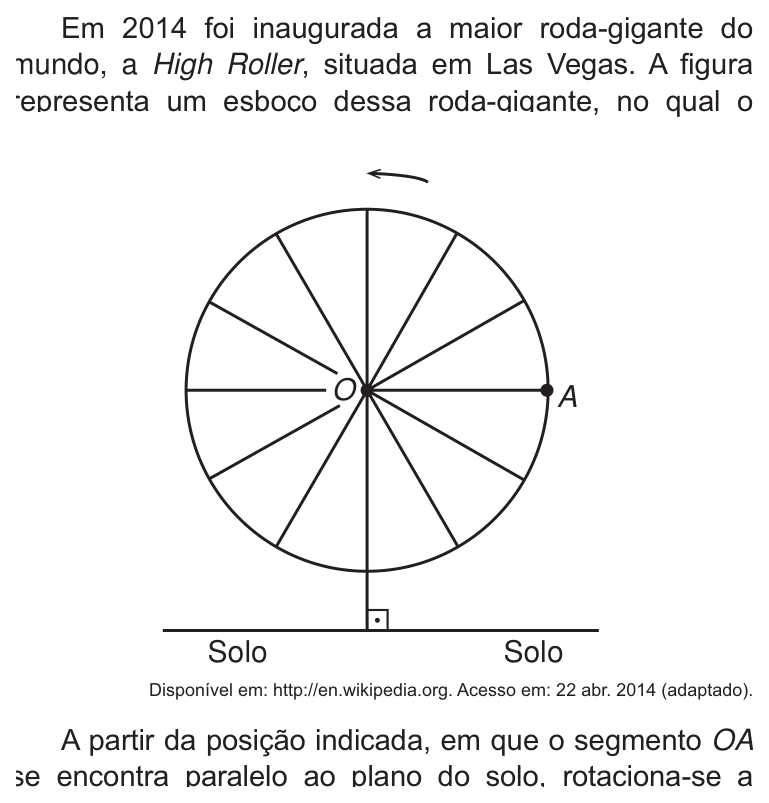 Em 2014 foi inaugurada a maior roda-gigante do
mundo, a High Roller, situada em Las Vegas. A figura
representa um esboço dessa roda-gigante, no qual o
O
A
Solo Solo
Disponível em: http://en.wikipedia.org. Acesso em: 22 abr. 2014 (adaptado).
A partir da posição indicada, em que o segmento OA
se encontra paralelo ao plano do solo, rotaciona-se a